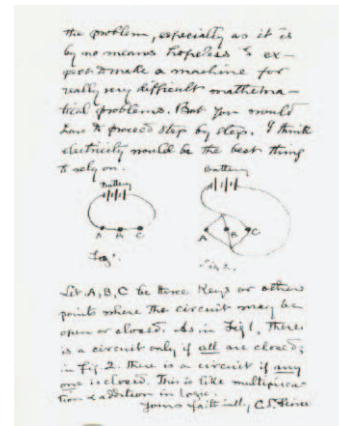 the problem, especially as it is
by no means hopeless to ex-
pect to make a machine for
really very difficult mathema-
tical problems. But you would
have to proceed step by step. I think
electricity would be the best thing
to rely on.
Battery
Battery
A B C
A B C
Fig 1.
Fig. 2.
Let A, B, C be three Keys or other
points where the circuit may be
open or closed. As in Fig 1, there
is a circuit only if all are closed;
in Fig. 2. there is a circuit if any
one is closed. This is like multiplica-
tion & addition in Logic.
Yours faithfully, C.S. Peirce